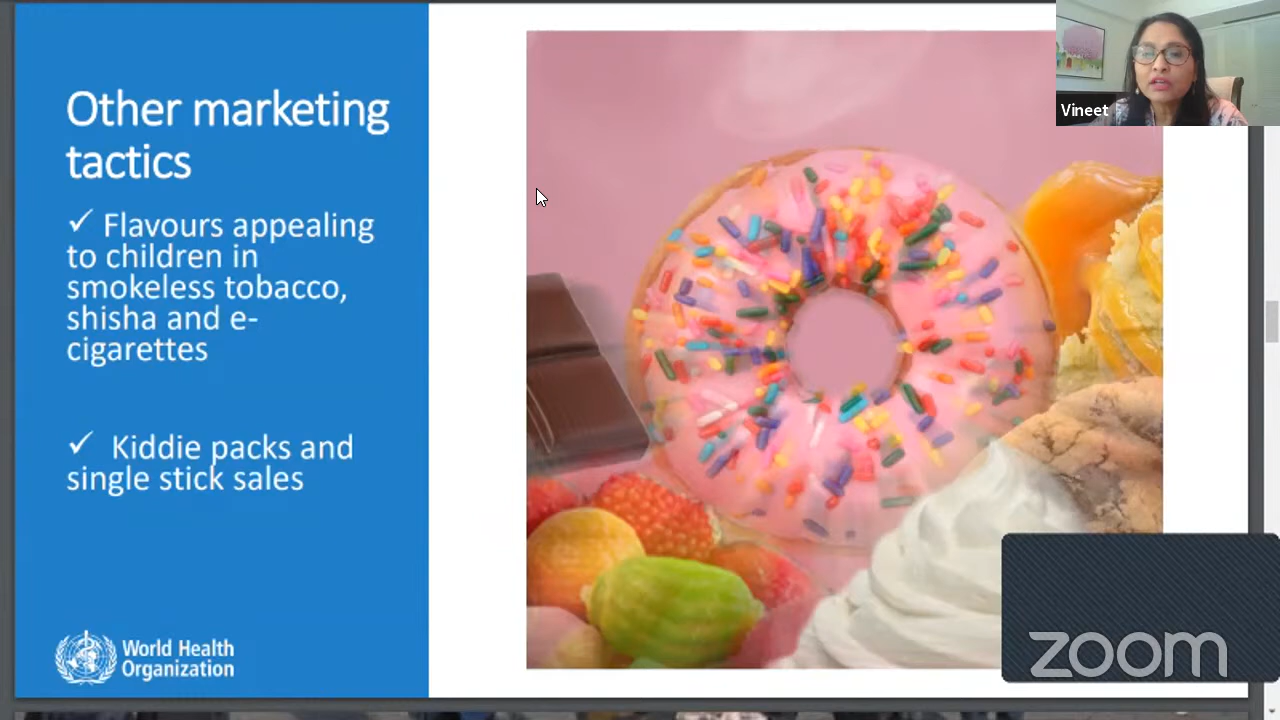 Other marketing
tactics
✓ Flavours appealing
to children in
smokeless tobacco,
shisha and e-
cigarettes
✓ Kiddie packs and
single stick sales
World Health
Organization
Vineet
zoom